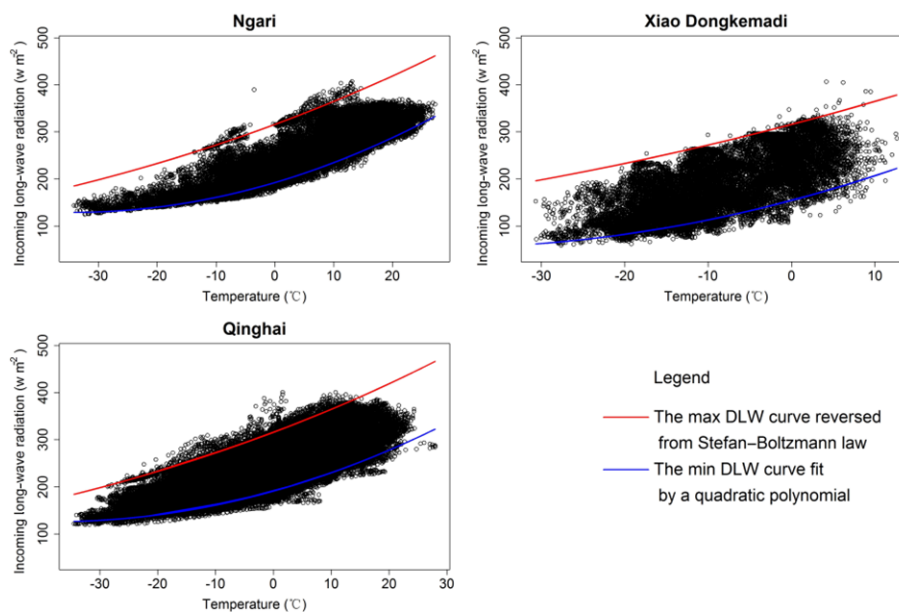 Ngari
Incoming long-wave radiation (w m²)
500
400
300
200
100
-30
-20
-10
0
10
20
Temperature (℃)
Xiao Dongkemadi
Incoming long-wave radiation (w m²)
500
400
300
200
100
-30
-20
-10
0
10
Temperature (℃)
Qinghai
Incoming long-wave radiation (w m²)
500
400
300
200
100
-30
-20
-10
0
10
20
30
Temperature (℃)
Legend
The max DLW curve reversed
from Stefan–Boltzmann law
The min DLW curve fit
by a quadratic polynomial